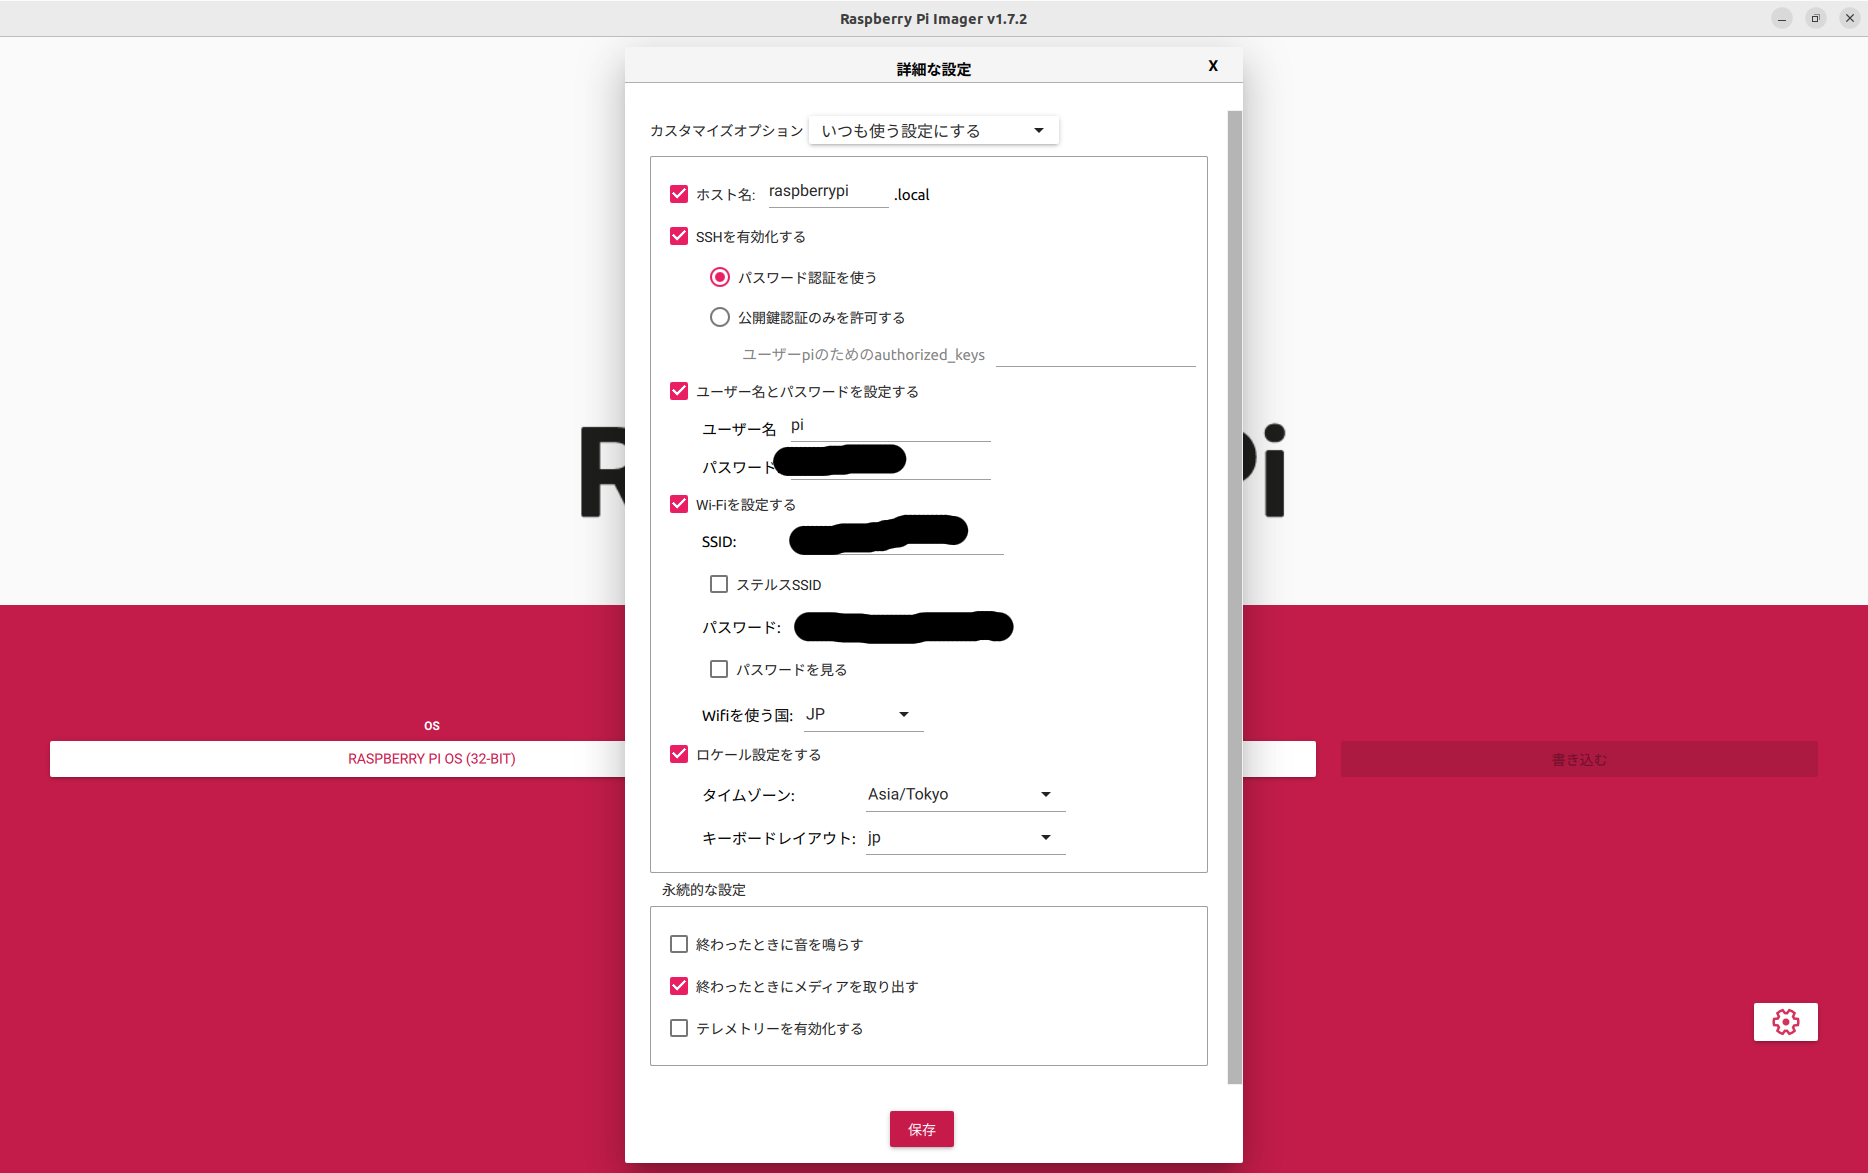 Raspberry Pi Imager v1.7.2
詳細な設定
X
カスタマイズオプション いつも使う設定にする
ホスト名: raspberrypi .local
SSHを有効化する
パスワード認証を使う
公開鍵認証のみを許可する
ユーザーpiのためのauthorized_keys
ユーザー名とパスワードを設定する
ユーザー名 pi
パスワード
Wi-Fiを設定する
SSID:
ステルスSSID
パスワード:
パスワードを見る
Wifiを使う国: JP
ロケール設定をする
タイムゾーン: Asia/Tokyo
キーボードレイアウト: jp
永続的な設定
終わったときに音を鳴らす
終わったときにメディアを取り出す
テレメトリーを有効化する
保存
R Pi
OS
RASPBERRY PI OS (32-BIT)
書き込む